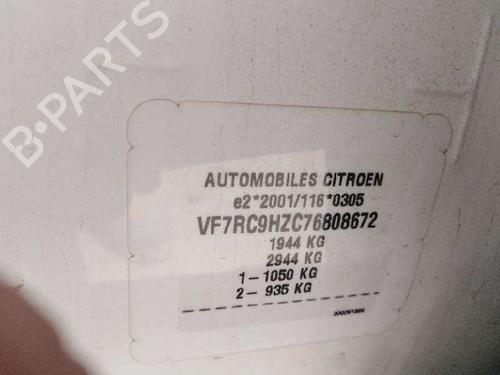 B-PARTS
AUTOMOBILES CITROEN
e2*2001/116*0305
VF7RC9HZC76808672
1944 KG
2944 KG
1 - 1050 KG
2 - 935 KG